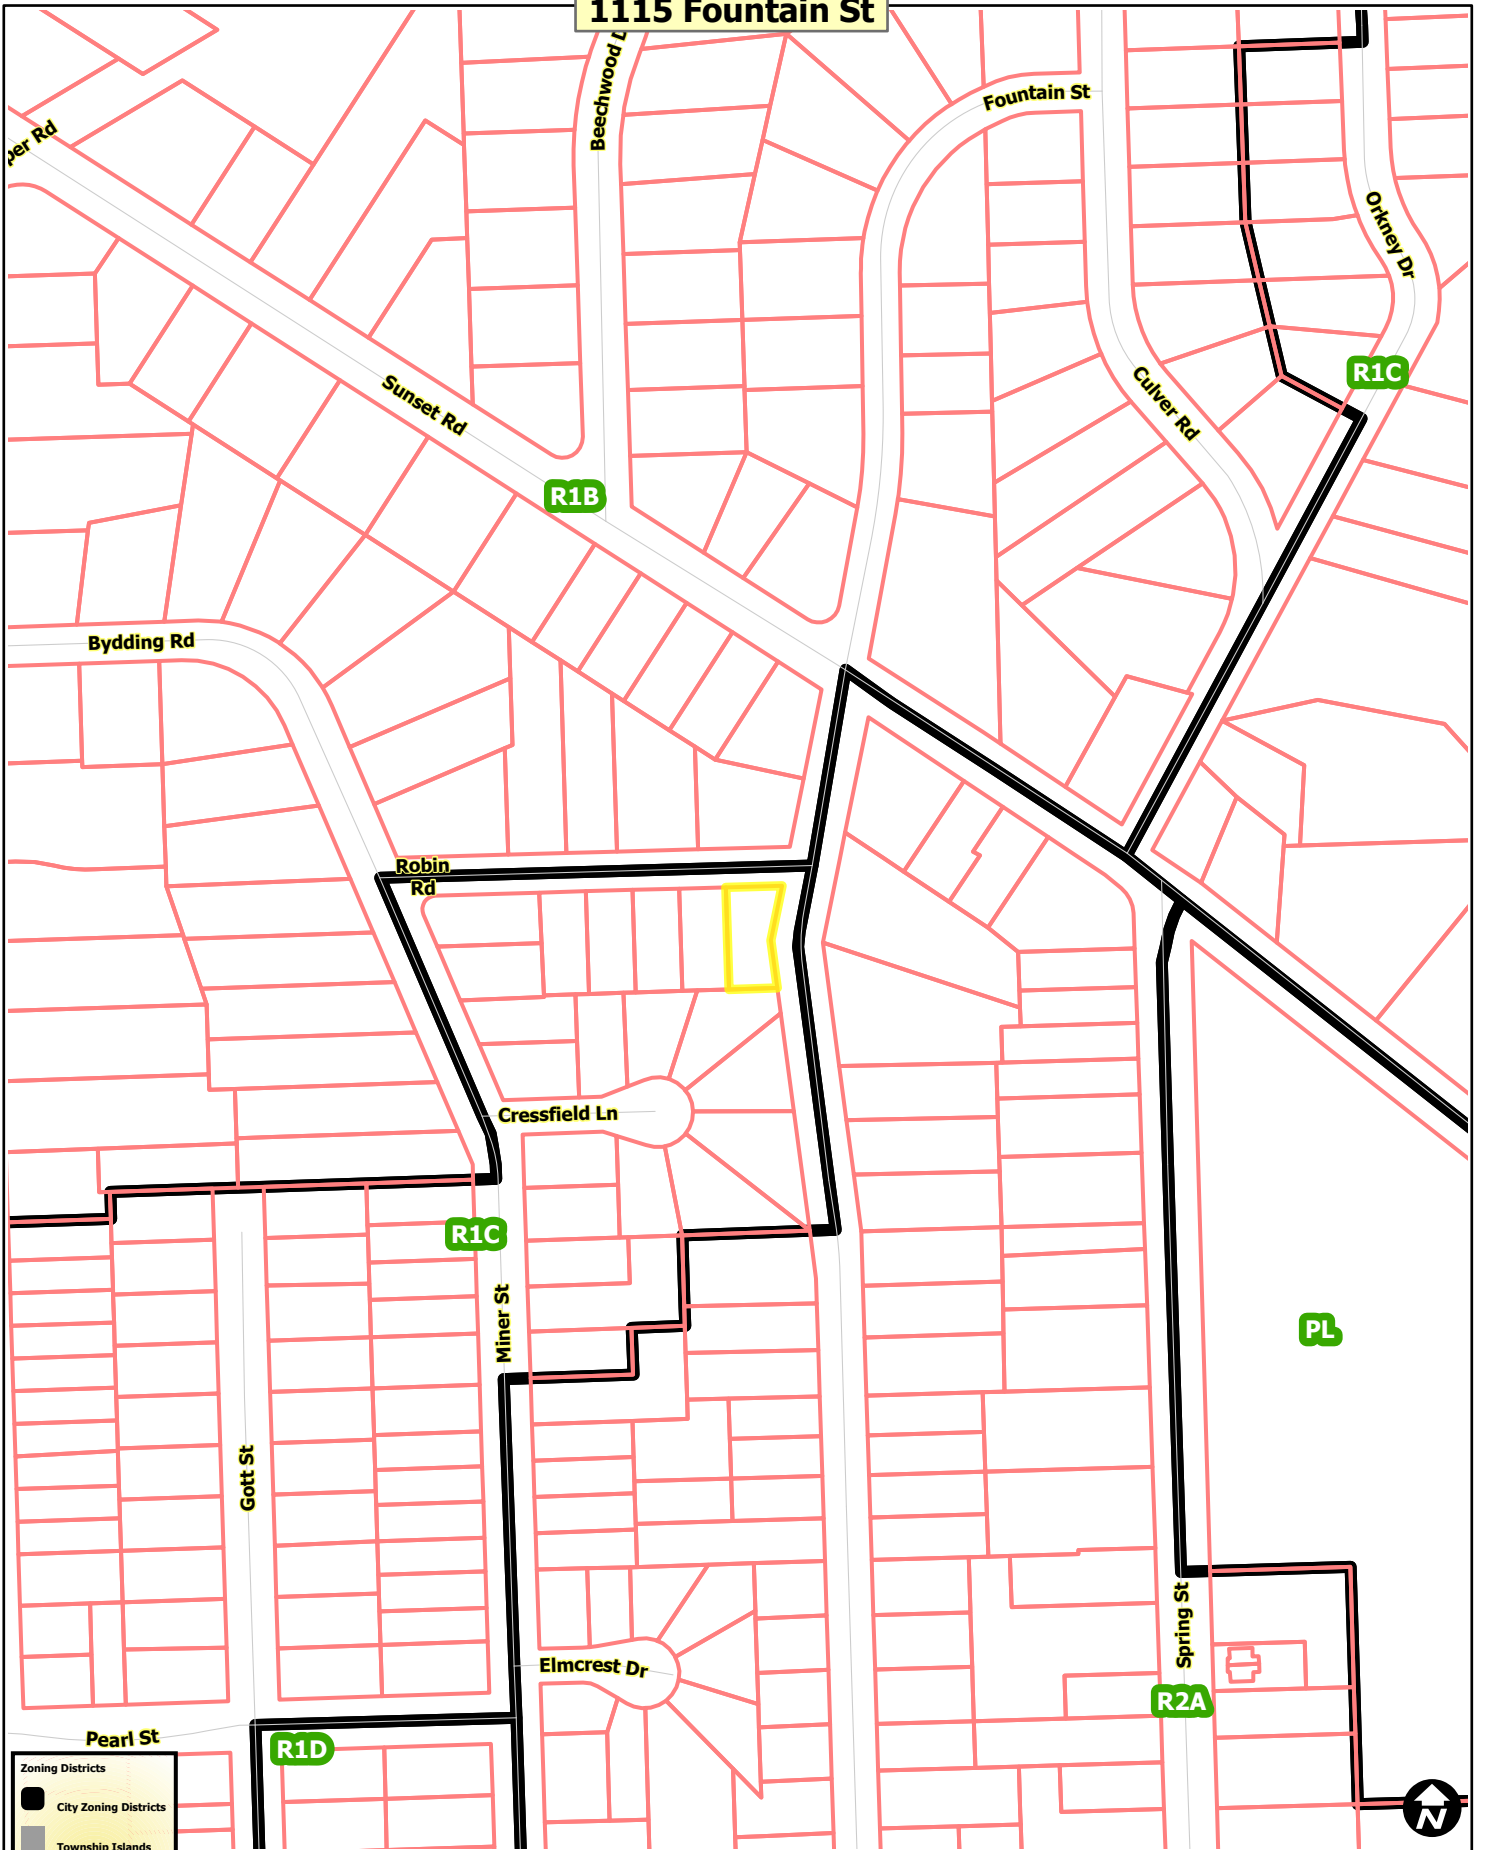 1115 Fountain St
Beechwood
Fountain St
per Rd
Orkney Dr
Sunset Rd
Culver Rd
R1C
R1B
Bydding Rd
Robin
Rd
Cressfield Ln
R1C
Miner St
PL
Gott St
Spring St
Elmcrest Dr
R2A
Pearl St
R1D
Zoning Districts
City Zoning Districts
Township Islands
N